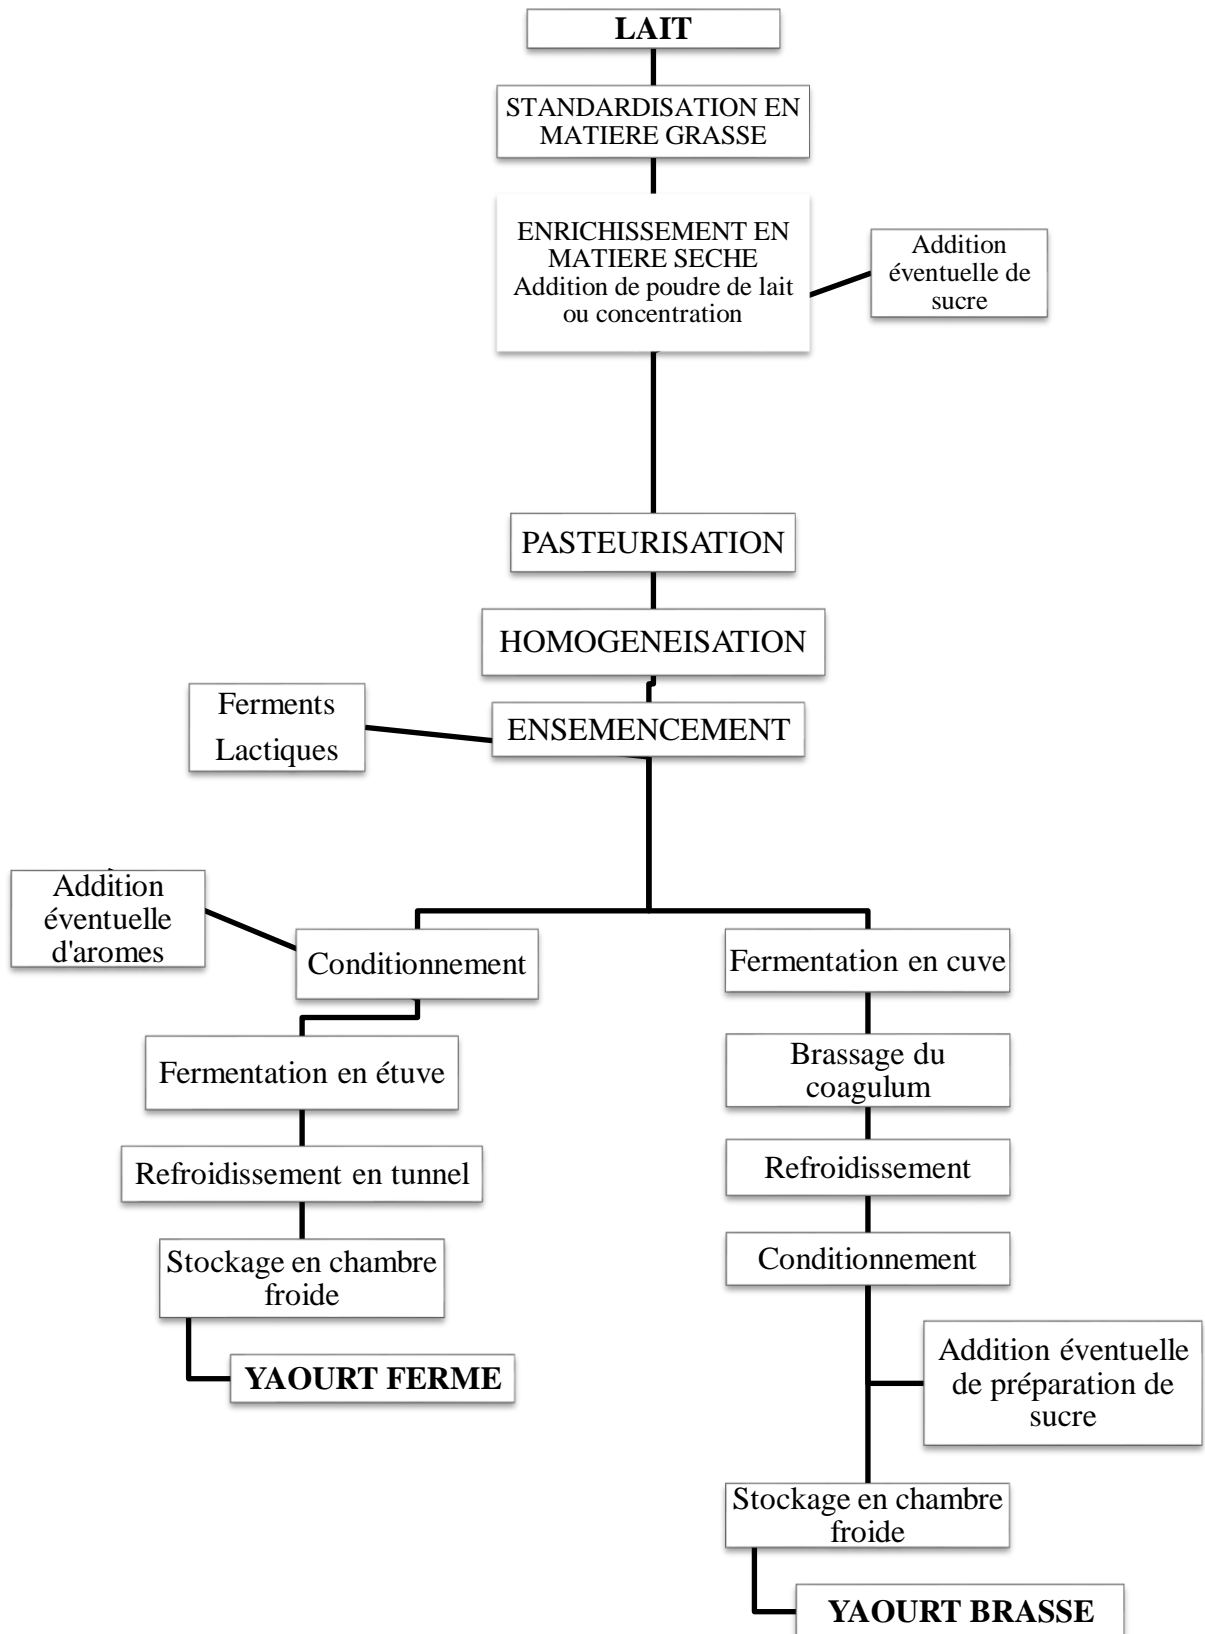 LAIT
STANDARDISATION EN
MATIERE GRASSE
ENRICHISSEMENT EN
MATIERE SECHE
Addition de poudre de lait
ou concentration
Addition
éventuelle de
sucre
PASTEURISATION
HOMOGENEISATION
Ferments
Lactiques
ENSEMENCEMENT
Addition
éventuelle
d'aromes
Conditionnement
Fermentation en étuve
Refroidissement en tunnel
Stockage en chambre
froide
YAOURT FERME
Fermentation en cuve
Brassage du
coagulum
Refroidissement
Conditionnement
Addition éventuelle
de préparation de
sucre
Stockage en chambre
froide
YAOURT BRASSE